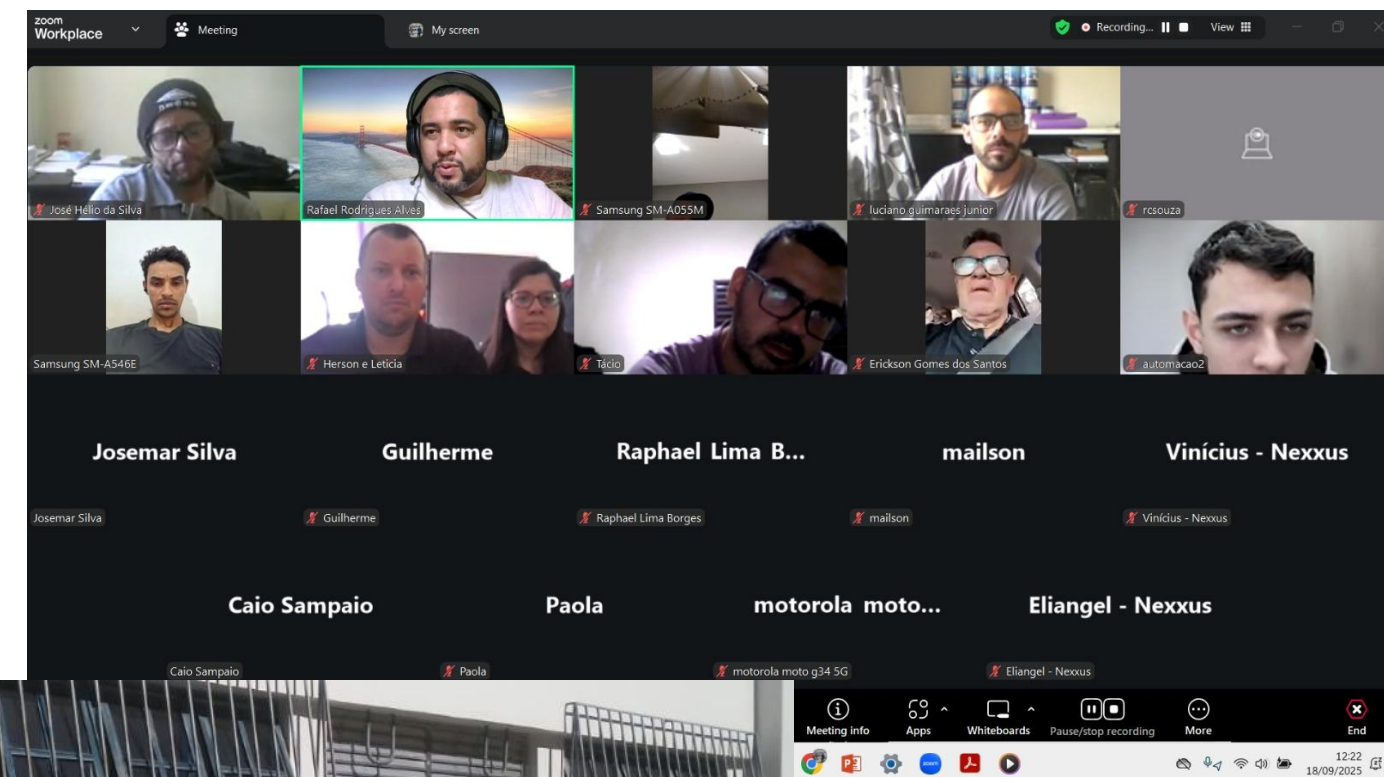 zoom
Workplace
Meeting
My screen
Recording...
View
José Hélio da Silva
Rafael Rodrigues Alves
Samsung SM-A055M
luciano guimaraes junior
rcsouza
Samsung SM-A546E
Herson e Leticia
Tácio
Erickson Gomes dos Santos
automacao2
Josemar Silva
Guilherme
Raphael Lima B...
mailson
Vinícius - Nexxus
Josemar Silva
Guilherme
Raphael Lima Borges
mailson
Vinícius - Nexxus
Caio Sampaio
Paola
motorola moto...
Eliangel - Nexxus
Caio Sampaio
Paola
motorola moto g34 5G
Eliangel - Nexxus
Meeting info
Apps
Whiteboards
Pause/stop recording
More
End
12:22
18/09/2025